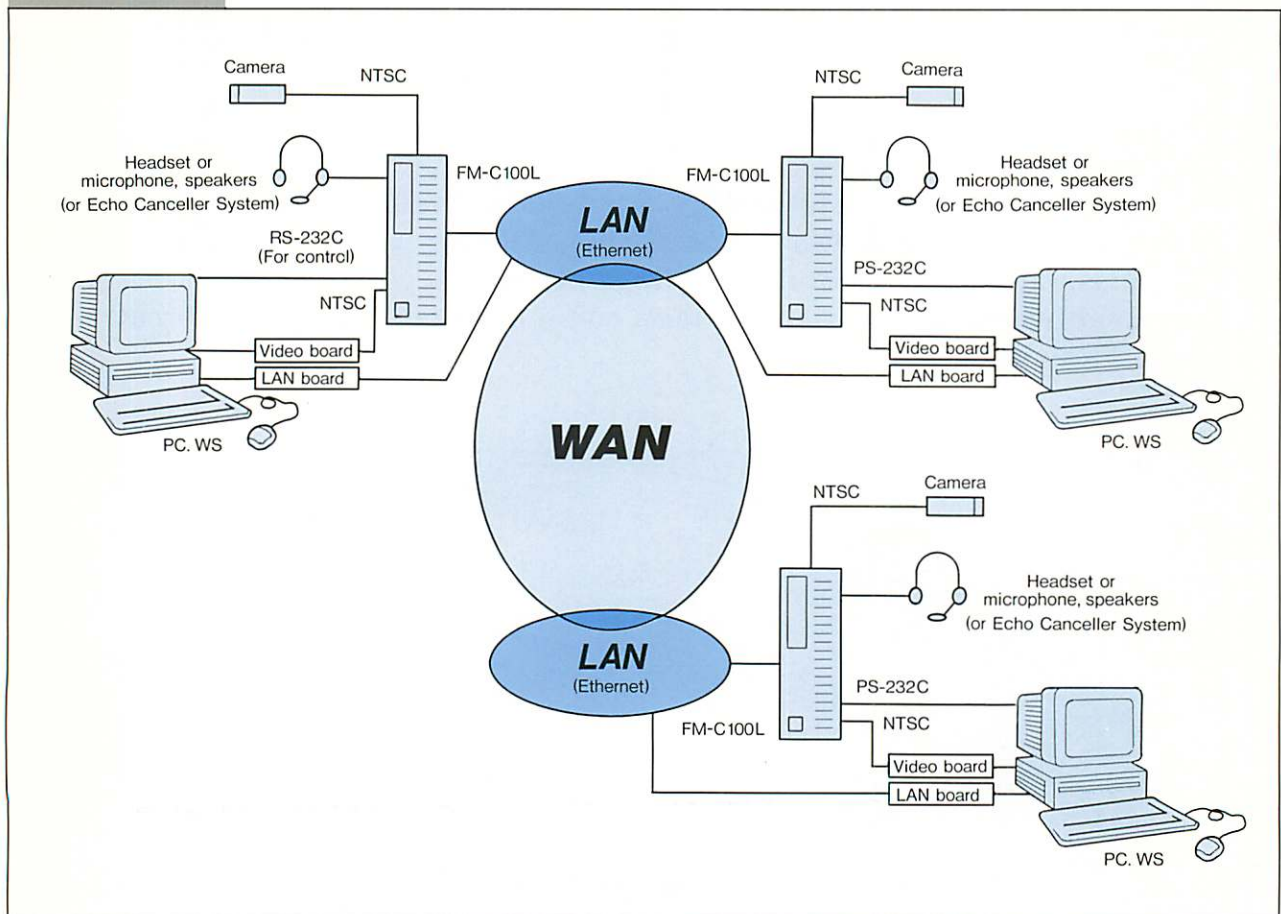 Camera
NTSC
Headset or
microphone, speakers
(or Echo Canceller System)
FM-C100L
RS-232C
(For control)
NTSC
Video board
LAN board
PC. WS
LAN
(Ethernet)
WAN
NTSC
Camera
FM-C100L
Headset or
microphone, speakers
(or Echo Canceller System)
PS-232C
NTSC
Video board
LAN board
PC. WS
NTSC
Camera
Headset or
microphone, speakers
(or Echo Canceller System)
LAN
(Ethernet)
PS-232C
FM-C100L
NTSC
Video board
LAN board
PC. WS